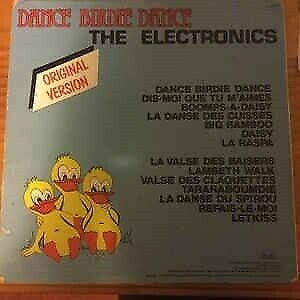 DANCE BIRDIE DANCE
THE ELECTRONICS
ORIGINAL
VERSION
DANCE BIRDIE DANCE
DIS-MOI QUE TU M'AIMES
BOOMPS-A-DAISY
LA DANSE DES CUISSES
BIG BAMBOO
DAISY
LA RASPA
LA VALSE DES BAISERS
LAMBETH WALK
VALSE DES CLAQUETTES
TARARABOUMDIE
LA DANSE DU SPIROU
REFAIS-LE-MOI
LETKISS